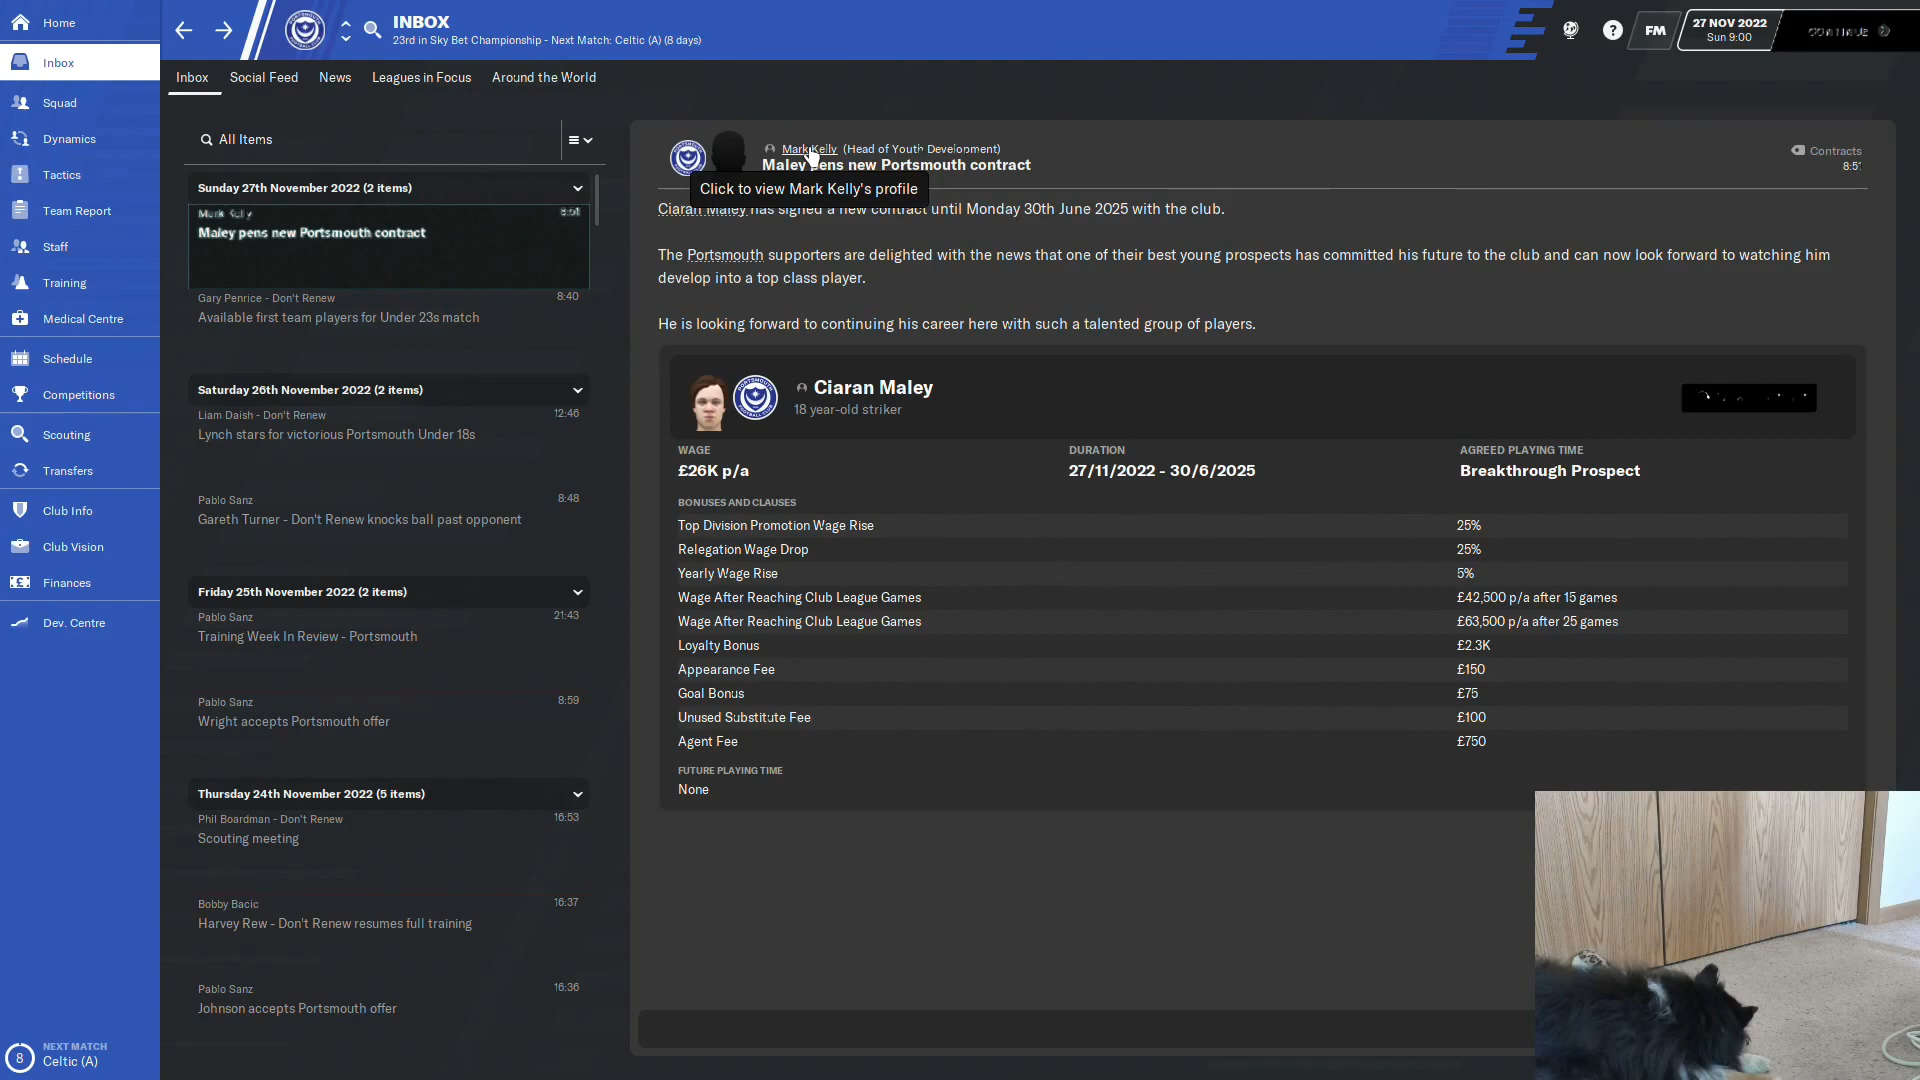 Home
Inbox
Squad
Dynamics
Tactics
Team Report
Staff
Training
Medical Centre
Schedule
Competitions
Scouting
Transfers
Club Info
Club Vision
Finances
Dev. Centre
8
NEXT MATCH
Celtic (A)
INBOX
23rd in Sky Bet Championship - Next Match: Celtic (A) (8 days)
?
FM
27 NOV 2022
Sun 9:00
CONTINUE
Inbox
Social Feed
News
Leagues in Focus
Around the World
All Items
Sunday 27th November 2022 (2 items)
Mark Kelly
8:51
Maley pens new Portsmouth contract
Gary Penrice - Don't Renew
8:40
Available first team players for Under 23s match
Saturday 26th November 2022 (2 items)
Liam Daish - Don't Renew
12:46
Lynch stars for victorious Portsmouth Under 18s
Pablo Sanz
8:48
Gareth Turner - Don't Renew knocks ball past opponent
Friday 25th November 2022 (2 items)
Pablo Sanz
21:43
Training Week In Review - Portsmouth
Pablo Sanz
8:59
Wright accepts Portsmouth offer
Thursday 24th November 2022 (5 items)
Phil Boardman - Don't Renew
16:53
Scouting meeting
Bobby Bacic
16:37
Harvey Rew - Don't Renew resumes full training
Pablo Sanz
16:36
Johnson accepts Portsmouth offer
Mark Kelly (Head of Youth Development)
Maley pens new Portsmouth contract
Contracts
8:51
Click to view Mark Kelly's profile
Ciaran Maley has signed a new contract until Monday 30th June 2025 with the club.
The Portsmouth supporters are delighted with the news that one of their best young prospects has committed his future to the club and can now look forward to watching him
develop into a top class player.
He is looking forward to continuing his career here with such a talented group of players.
Ciaran Maley
18 year-old striker
WAGE
£26K p/a
DURATION
27/11/2022 - 30/6/2025
AGREED PLAYING TIME
Breakthrough Prospect
BONUSES AND CLAUSES
Top Division Promotion Wage Rise 25%
Relegation Wage Drop 25%
Yearly Wage Rise 5%
Wage After Reaching Club League Games £42,500 p/a after 15 games
Wage After Reaching Club League Games £63,500 p/a after 25 games
Loyalty Bonus £2.3K
Appearance Fee £150
Goal Bonus £75
Unused Substitute Fee £100
Agent Fee £750
FUTURE PLAYING TIME
None